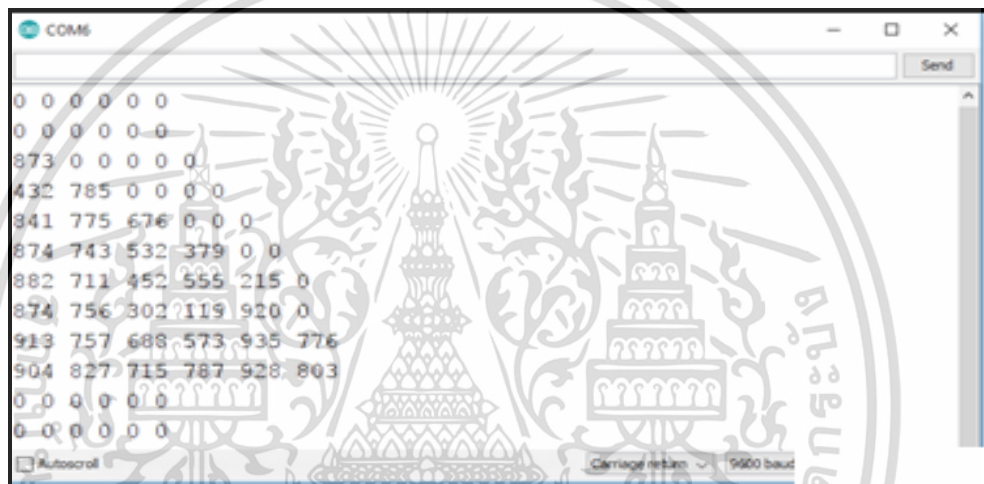 COM6
Send
0 0 0 0 0 0
0 0 0 0 0 0
873 0 0 0 0 0
432 785 0 0 0 0
841 775 676 0 0 0
874 743 532 379 0 0
882 711 452 555 215 0
874 756 302 119 920 0
913 757 688 573 935 776
904 827 715 787 928 803
0 0 0 0 0 0
0 0 0 0 0 0
Autoscroll
Carriage return
9600 baud